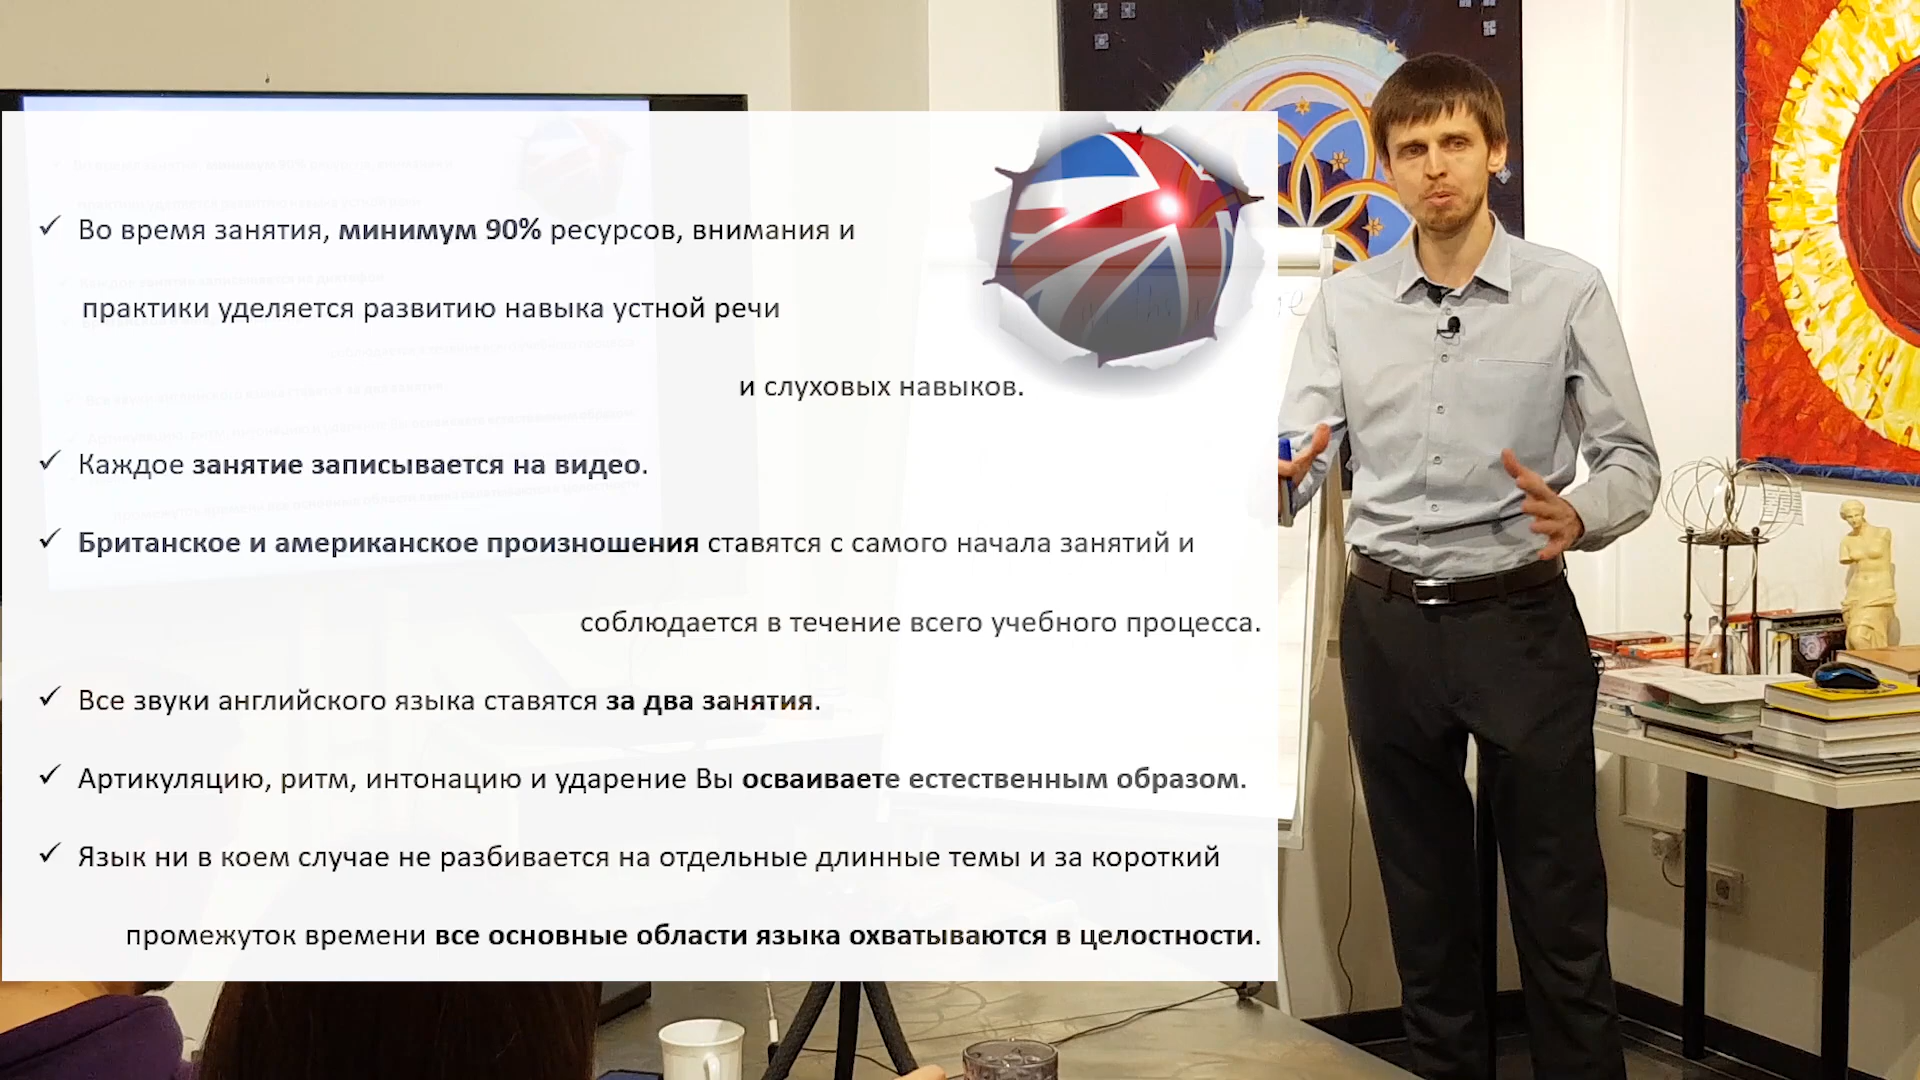 ✓ Во время занятия, минимум 90% ресурсов, внимания и
практики уделяется развитию навыка устной речи
и слуховых навыков.
✓ Каждое занятие записывается на видео.
✓ Британское и американское произношения ставятся с самого начала занятий и
соблюдается в течение всего учебного процесса.
✓ Все звуки английского языка ставятся за два занятия.
✓ Артикуляцию, ритм, интонацию и ударение Вы осваиваете естественным образом.
✓ Язык ни в коем случае не разбивается на отдельные длинные темы и за короткий
промежуток времени все основные области языка охватываются в целостности.